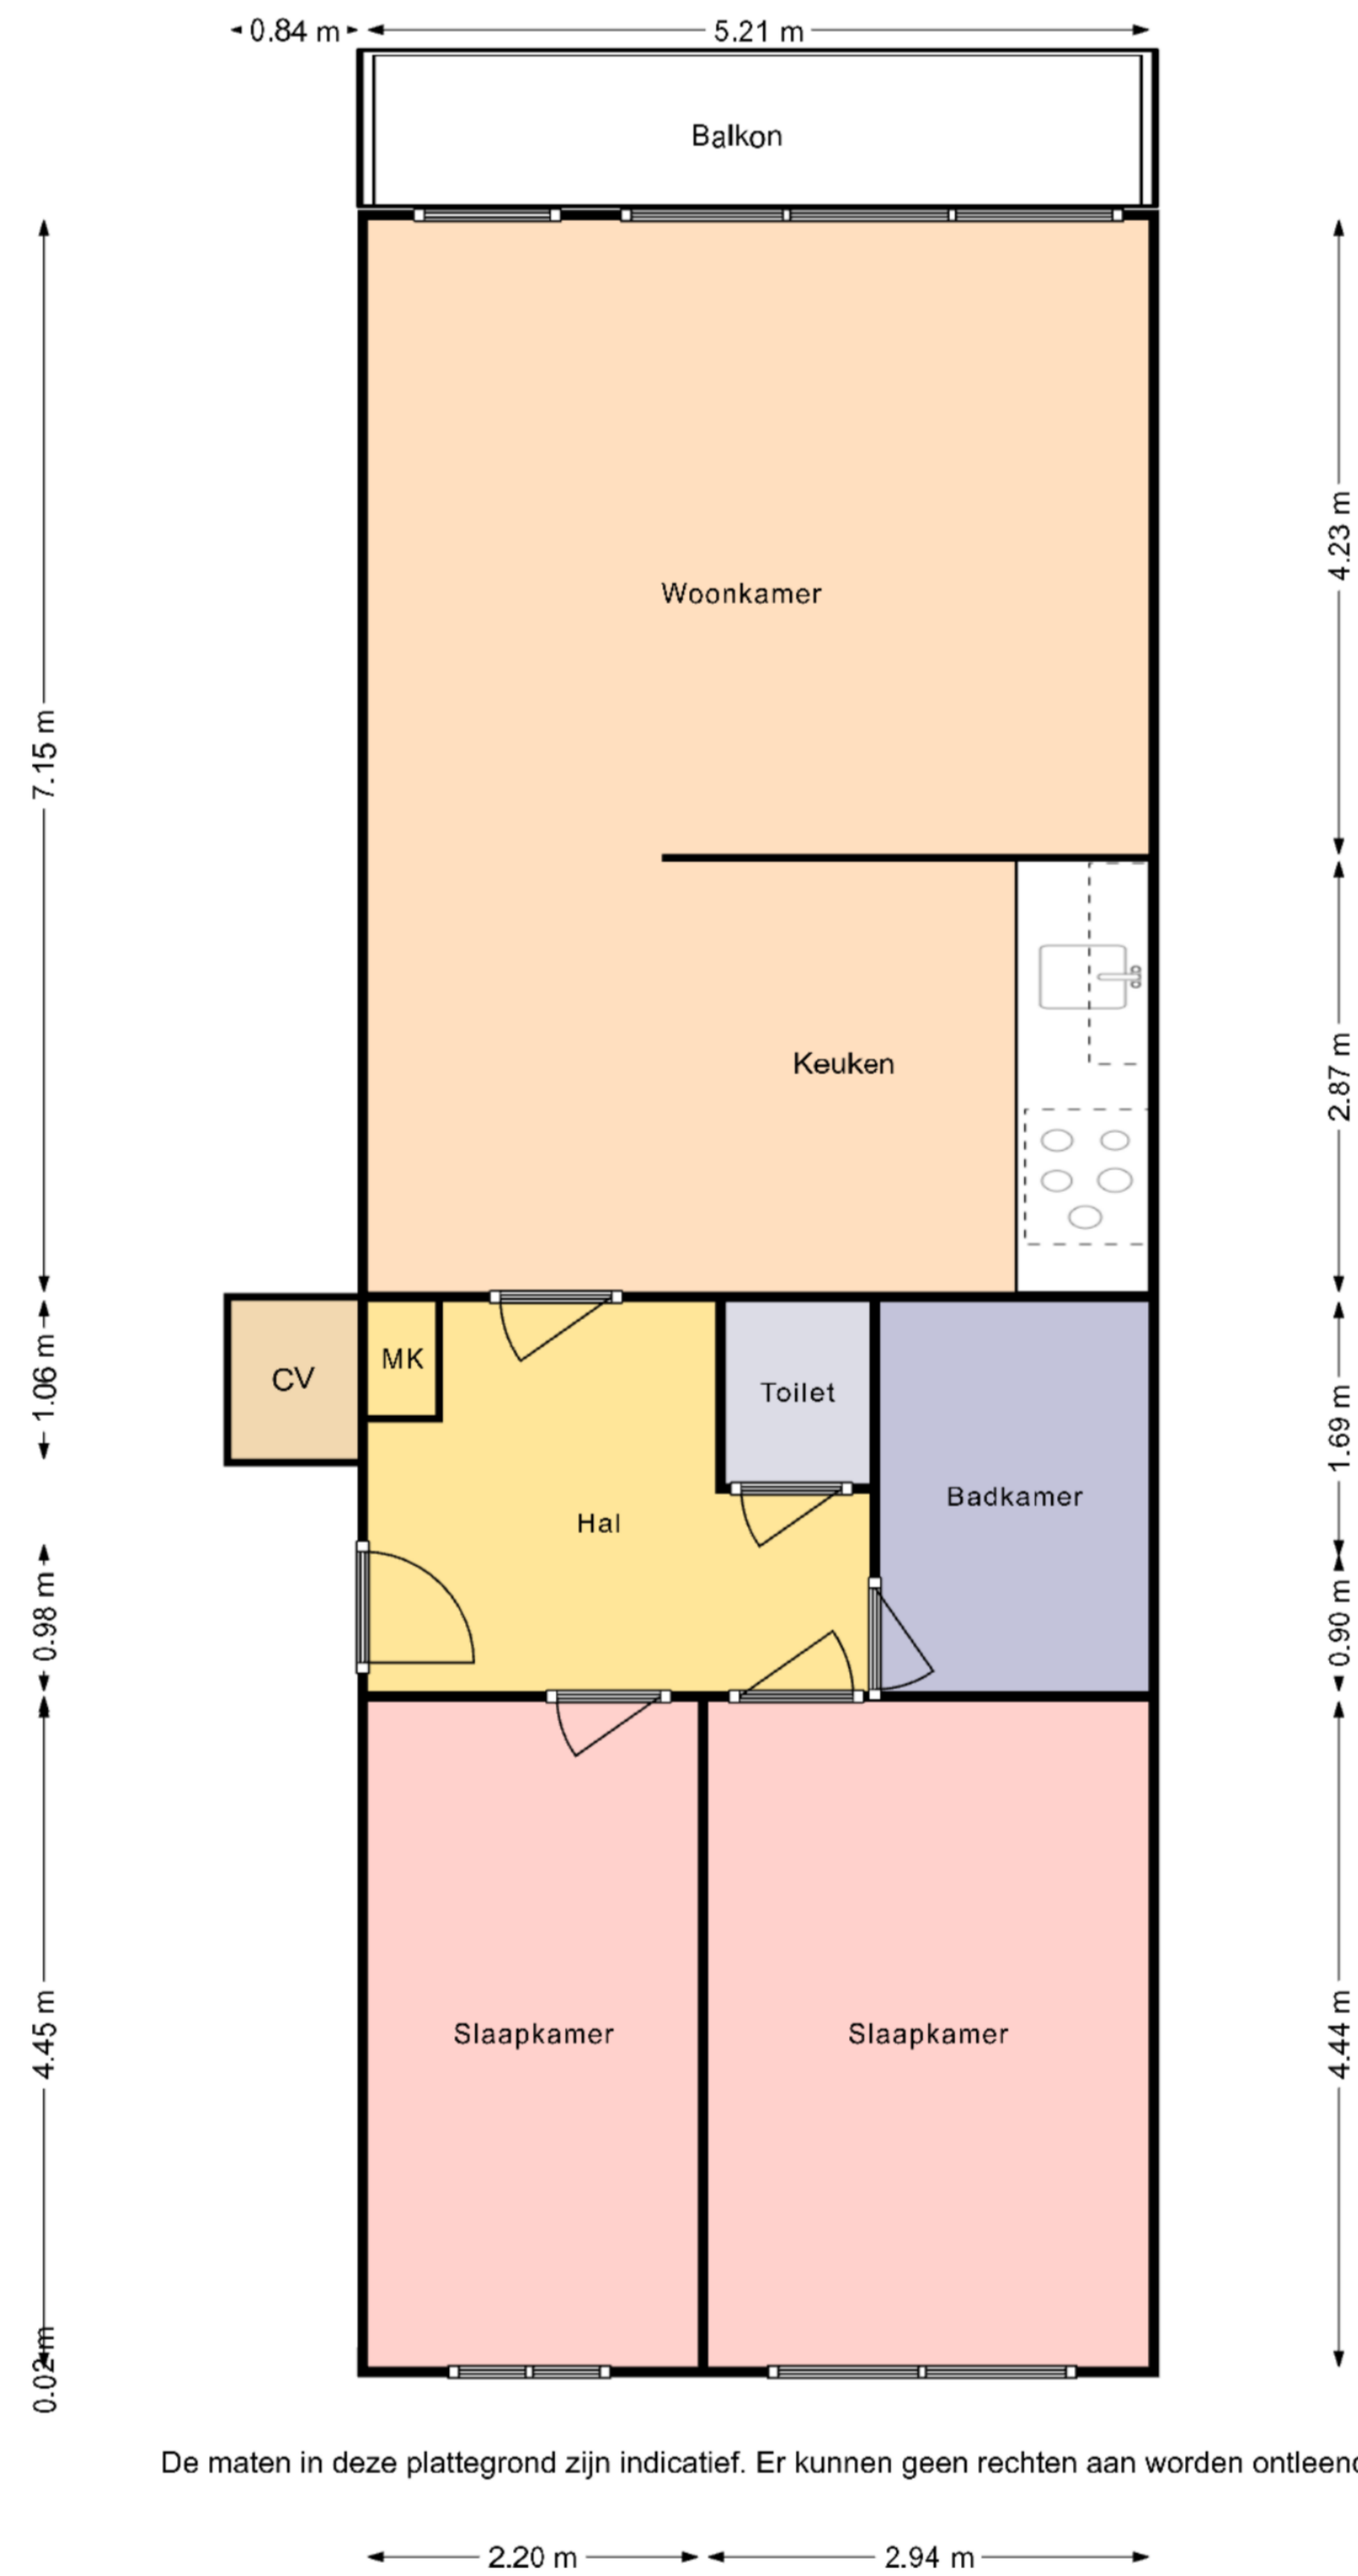 0.84 m
5.21 m
Balkon
7.15 m
4.23 m
Woonkamer
2.87 m
Keuken
CV
MK
1.06 m
Toilet
1.69 m
Badkamer
Hal
0.98 m
0.90 m
4.45 m
Slaapkamer
Slaapkamer
4.44 m
0.02 m
De maten in deze plattegrond zijn indicatief. Er kunnen geen rechten aan worden ontleend
2.20 m
2.94 m